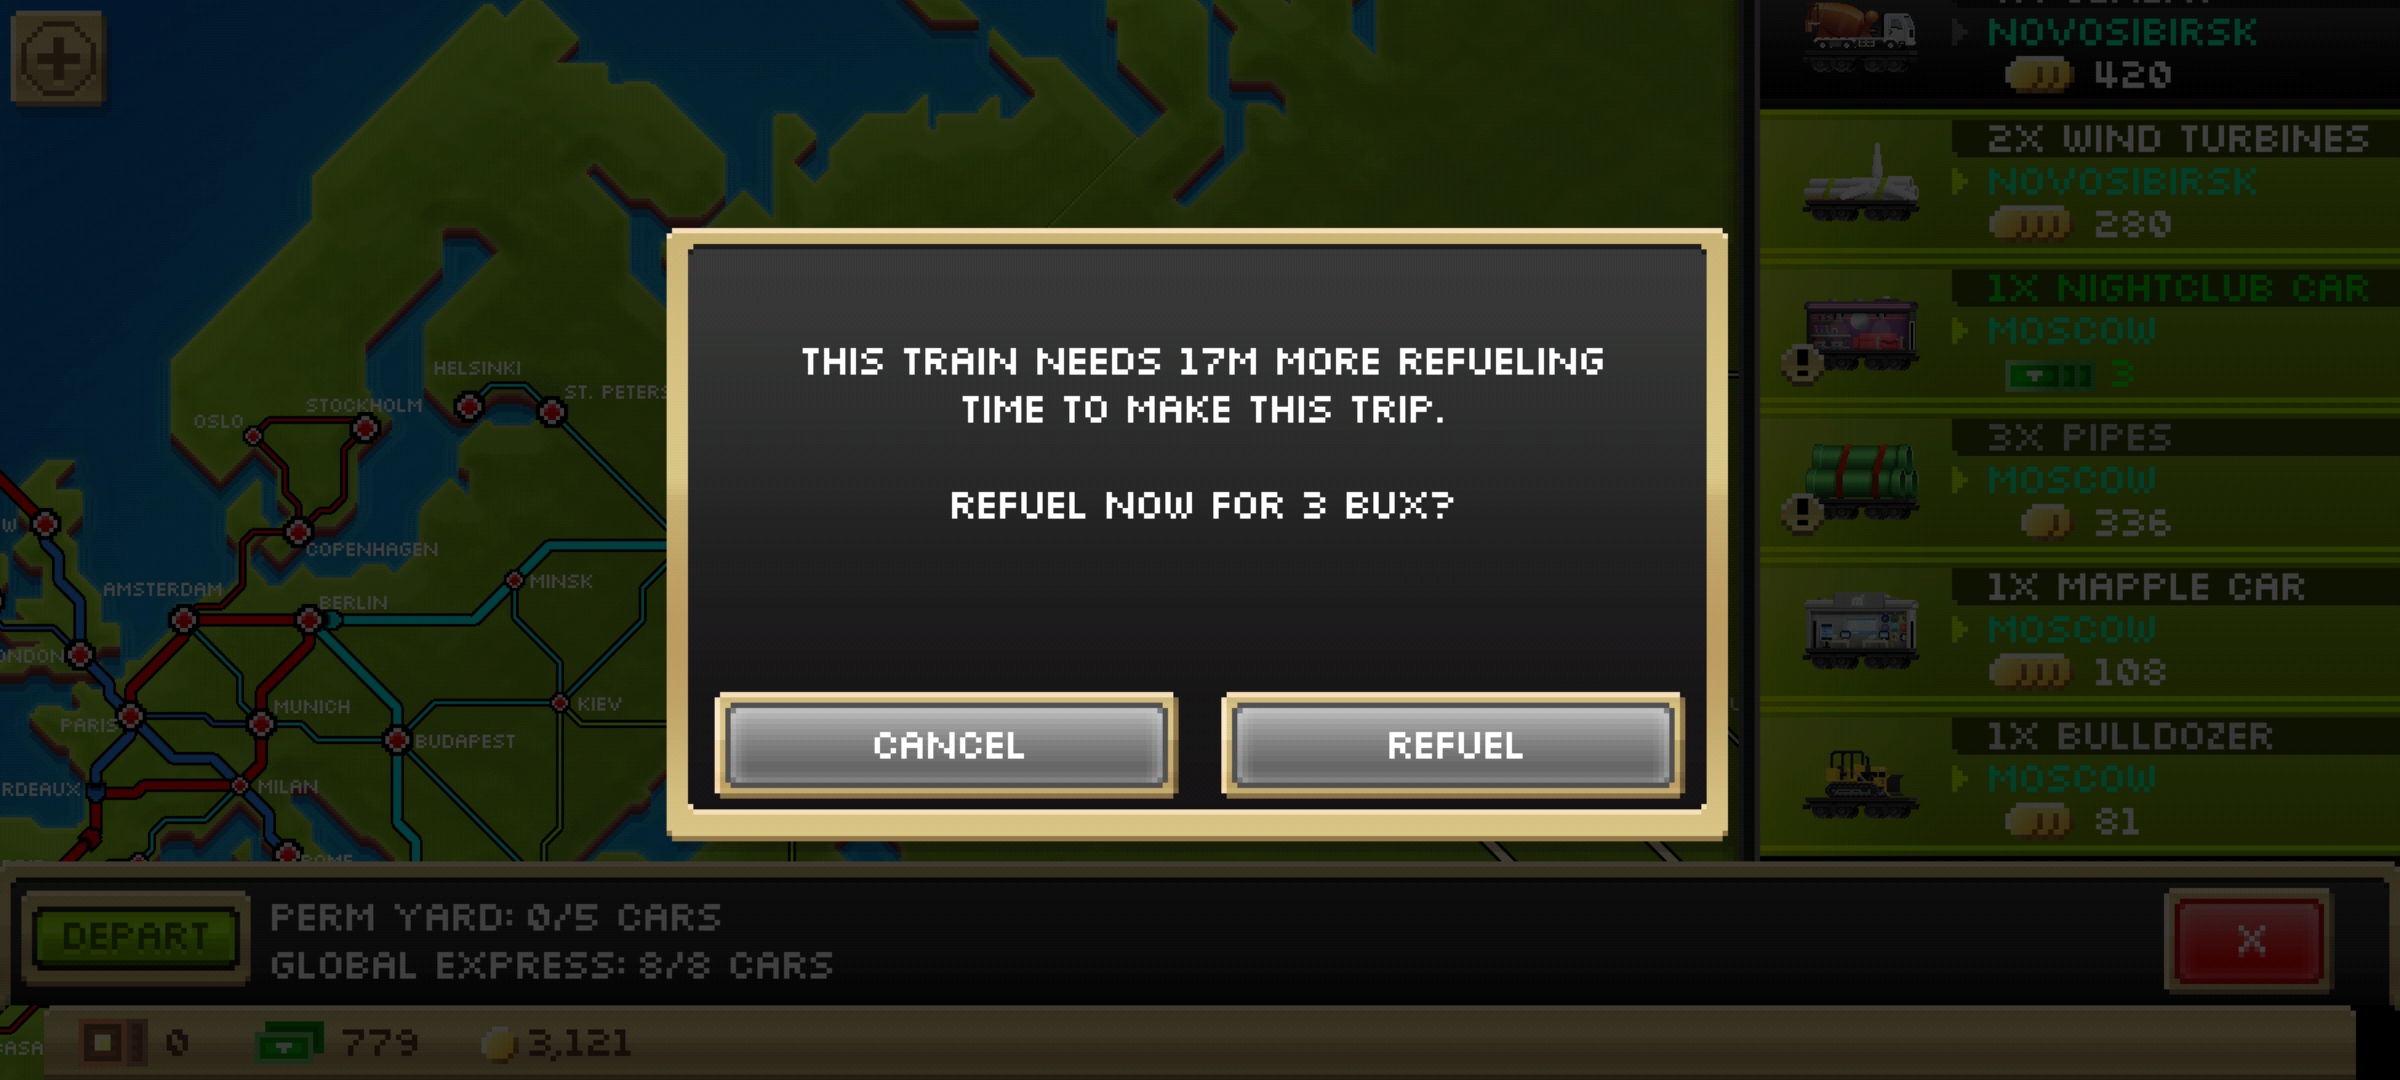 NOVOSIBIRSK
420
2X WIND TURBINES
NOVOSIBIRSK
280
1X NIGHTCLUB CAR
MOSCOW
3
3X PIPES
MOSCOW
336
1X MAPPLE CAR
MOSCOW
108
1X BULLDOZER
MOSCOW
81
THIS TRAIN NEEDS 17M MORE REFUELING
TIME TO MAKE THIS TRIP.
REFUEL NOW FOR 3 BUX?
CANCEL
REFUEL
HELSINKI
ST. PETERS
STOCKHOLM
OSLO
COPENHAGEN
MINSK
AMSTERDAM
BERLIN
W
ONDON
MUNICH
KIEV
PARIS
BUDAPEST
MILAN
RDEAUX
ROME
DEPART
PERM YARD: 0/5 CARS
GLOBAL EXPRESS: 8/8 CARS
X
0
779
3,121
CASA